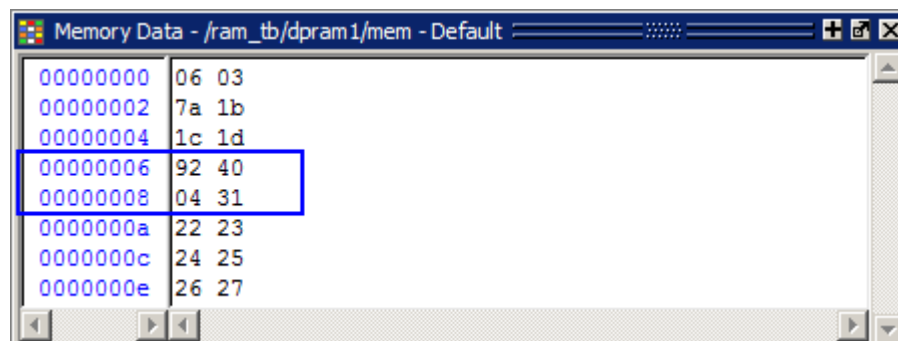 Memory Data - /ram_tb/dpram1/mem - Default
00000000 06 03
00000002 7a 1b
00000004 1c 1d
00000006 92 40
00000008 04 31
0000000a 22 23
0000000c 24 25
0000000e 26 27